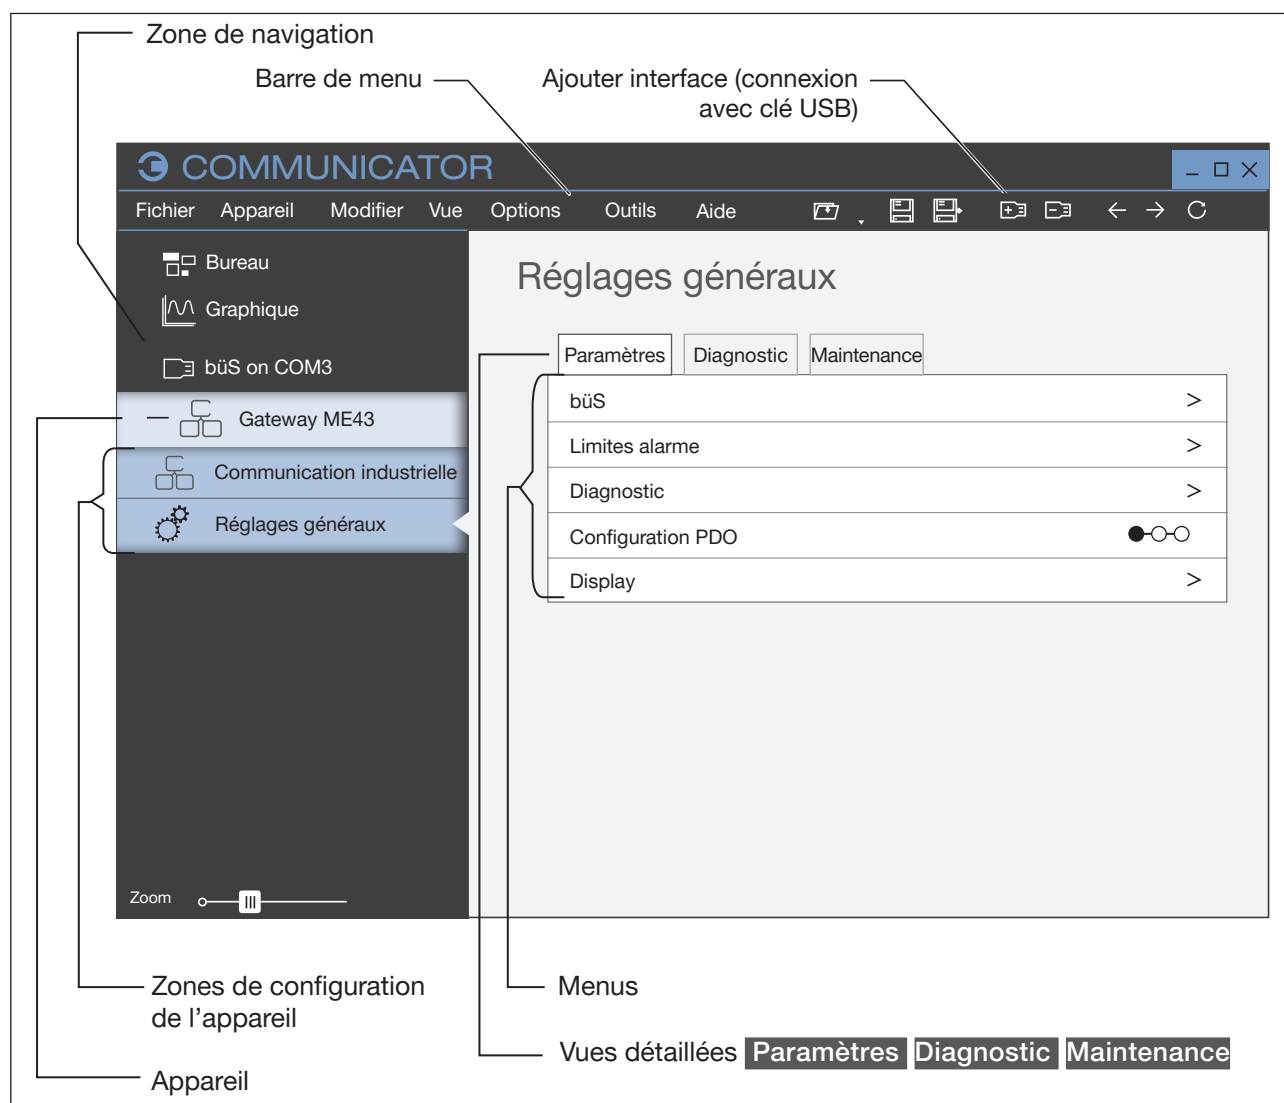 Zone de navigation
Barre de menu
Ajouter interface (connexion
avec clé USB)
COMMUNICATOR
Fichier Appareil Modifier Vue Options Outils Aide
Bureau
Graphique
büS on COM3
Gateway ME43
Communication industrielle
Réglages généraux
Zoom
Réglages généraux
Paramètres Diagnostic Maintenance
büS
Limites alarme
Diagnostic
Configuration PDO
Display
Zones de configuration
de l’appareil
Menus
Vues détaillées Paramètres Diagnostic Maintenance
Appareil